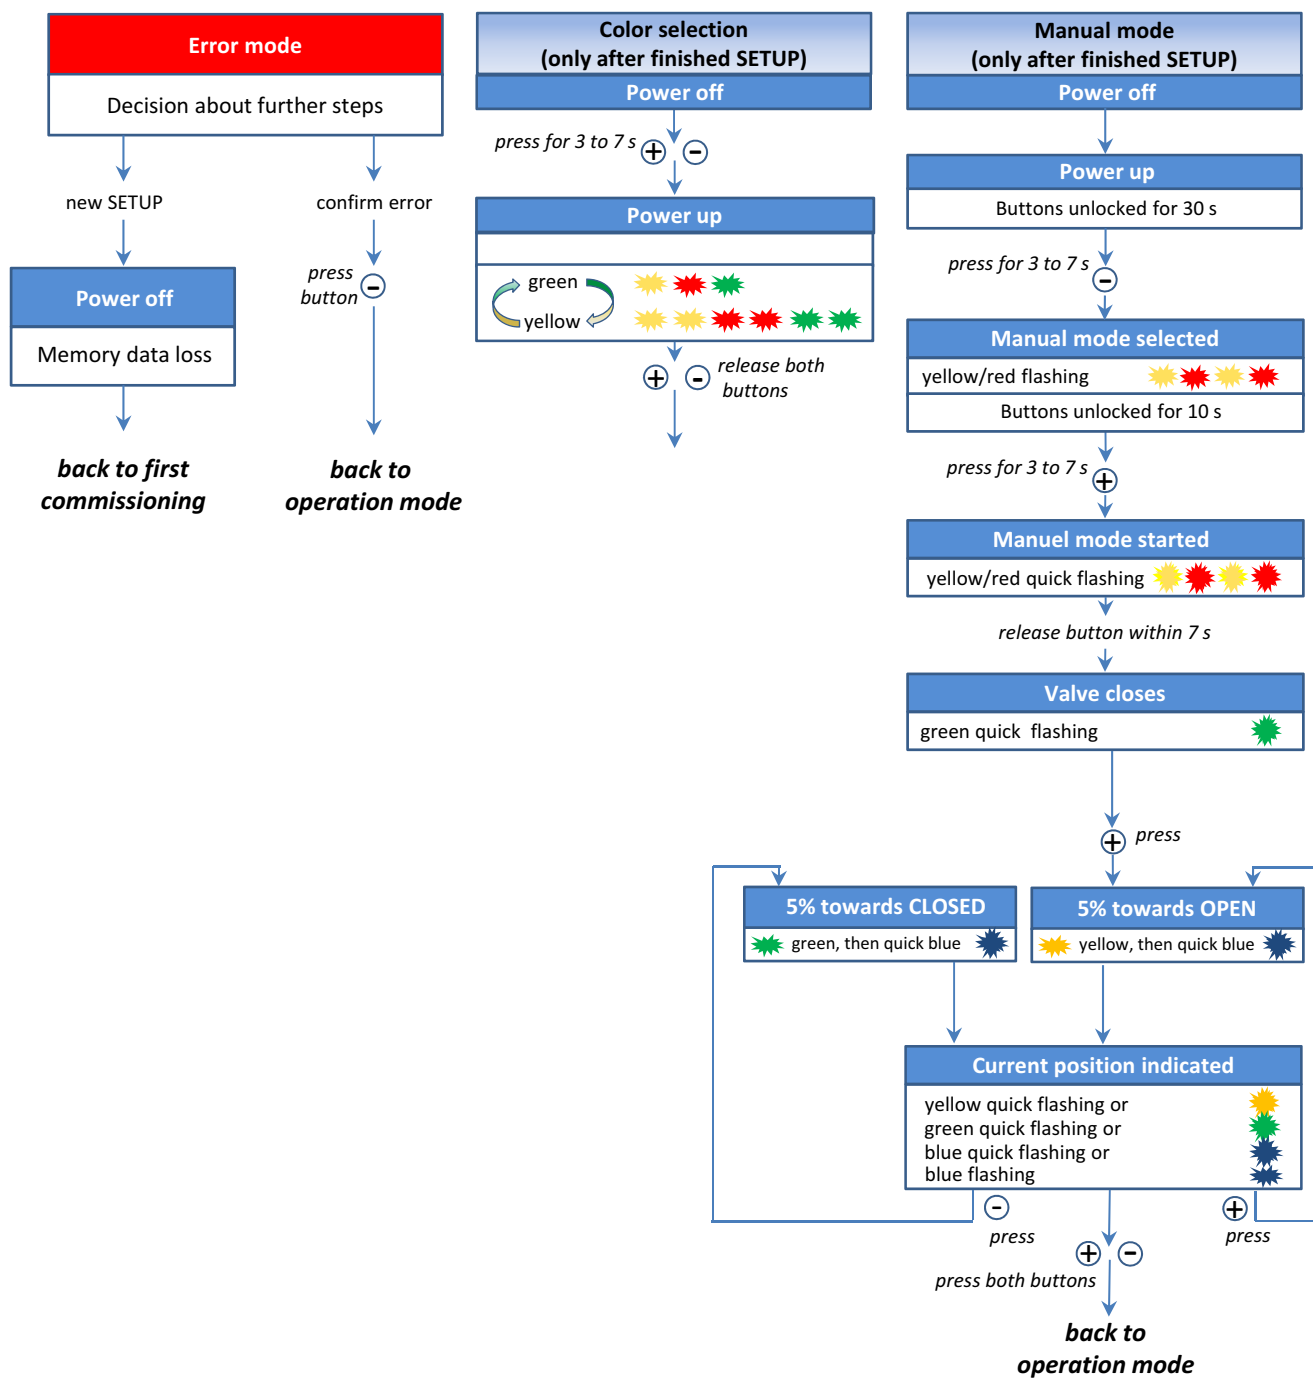 Error mode
Decision about further steps
new SETUP
confirm error
press
button
-
Power off
Memory data loss
back to first
commissioning
back to
operation mode
Color selection
(only after finished SETUP)
Power off
press for 3 to 7 s
+ -
Power up
green
yellow
+ - release both
buttons
Manual mode
(only after finished SETUP)
Power off
Power up
Buttons unlocked for 30 s
press for 3 to 7 s
-
Manual mode selected
yellow/red flashing
Buttons unlocked for 10 s
press for 3 to 7 s
+
Manuel mode started
yellow/red quick flashing
release button within 7 s
Valve closes
green quick flashing
+ press
5% towards CLOSED
green, then quick blue
5% towards OPEN
yellow, then quick blue
Current position indicated
yellow quick flashing or
green quick flashing or
blue quick flashing or
blue flashing
-
press
+
press
+ -
press both buttons
back to
operation mode